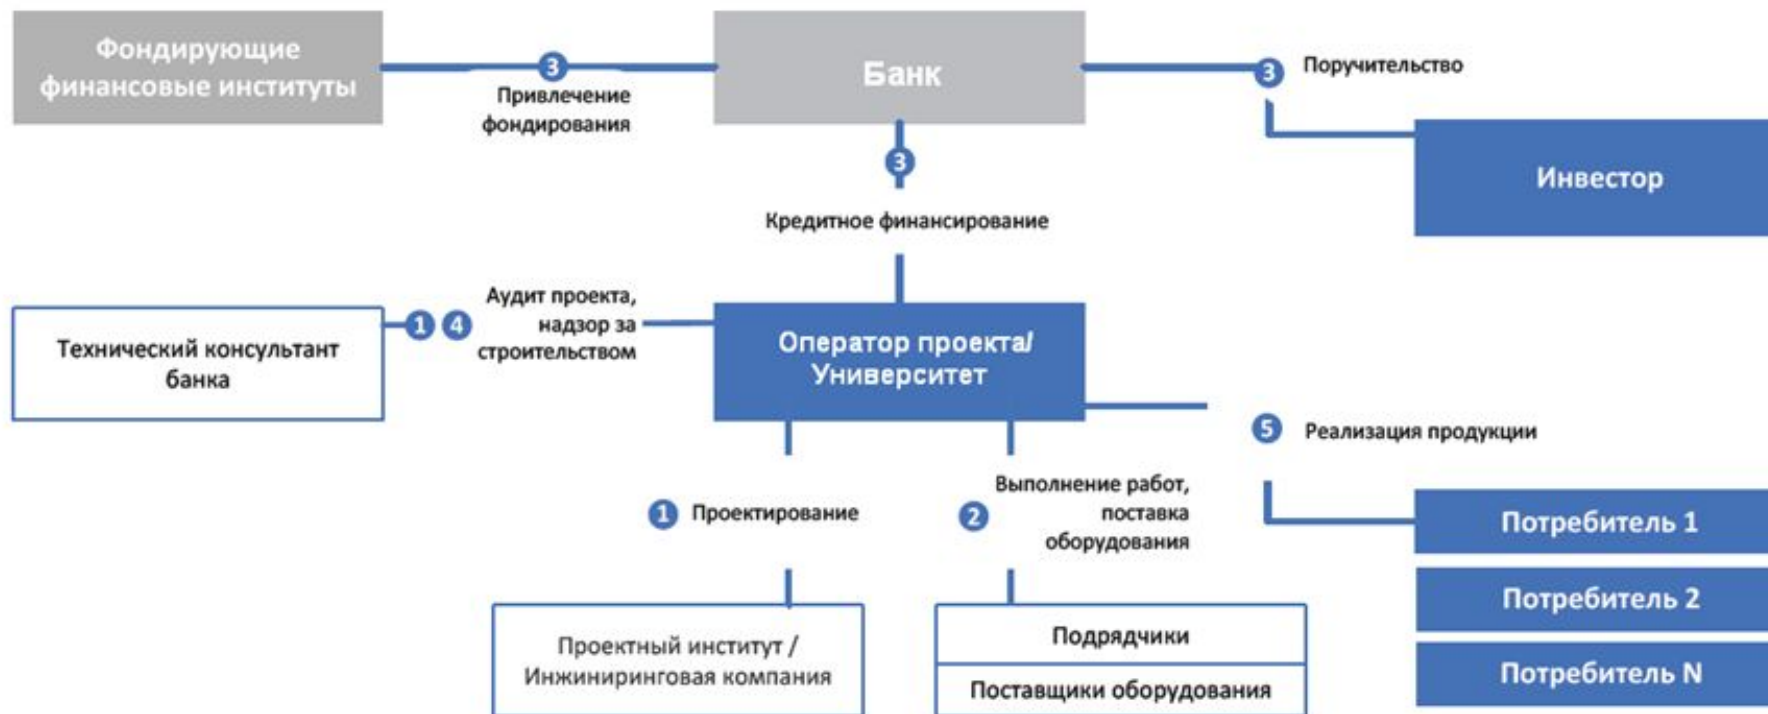 Фондирующие
финансовые институты
3
Привлечение
фондирования
Банк
3
Поручительство
Инвестор
3
Кредитное финансирование
Технический консультант
банка
1 4
Аудит проекта,
надзор за
строительством
Оператор проекта/
Университет
5 Реализация продукции
1 Проектирование
2
Выполнение работ,
поставка
оборудования
Потребитель 1
Потребитель 2
Потребитель N
Проектный институт /
Инжиниринговая компания
Подрядчики
Поставщики оборудования